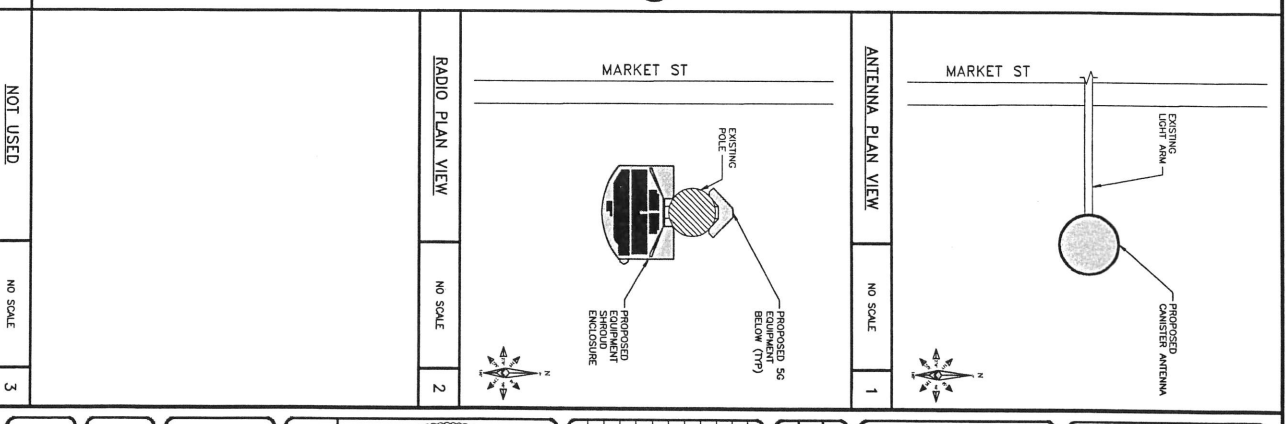 MARKET ST
EXISTING
LIGHT ARM
PROPOSED
CANISTER ANTENNA
N
ANTENNA PLAN VIEW
NO SCALE
1
MARKET ST
EXISTING
POLE
PROPOSED 5G
EQUIPMENT
BELOW (TYP)
PROPOSED
EQUIPMENT
SHROUD
ENCLOSURE
N
RADIO PLAN VIEW
NO SCALE
2
NOT USED
NO SCALE
3